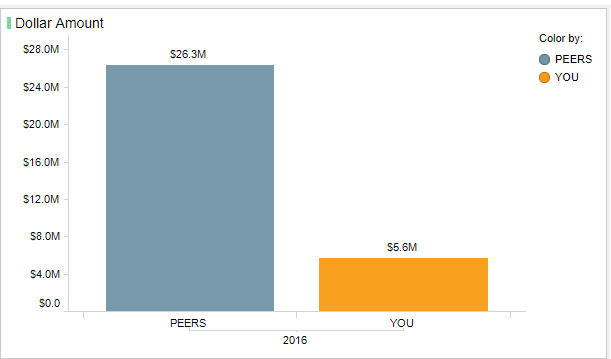 Dollar Amount
Color by:
PEERS
YOU
$28.0M
$24.0M
$20.0M
$16.0M
$12.0M
$8.0M
$4.0M
$0.0
$26.3M
$5.6M
PEERS
YOU
2016